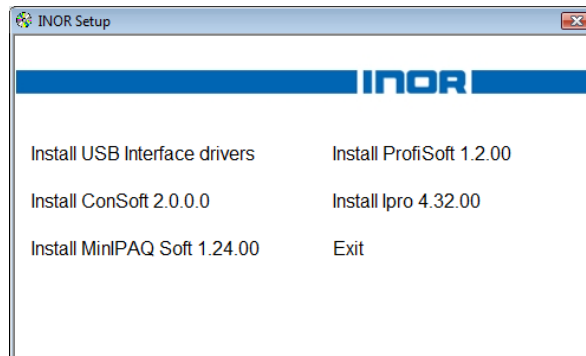 INOR Setup
INOR
Install USB Interface drivers
Install ProfiSoft 1.2.00
Install ConSoft 2.0.0.0
Install Ipro 4.32.00
Install MinIPAQ Soft 1.24.00
Exit